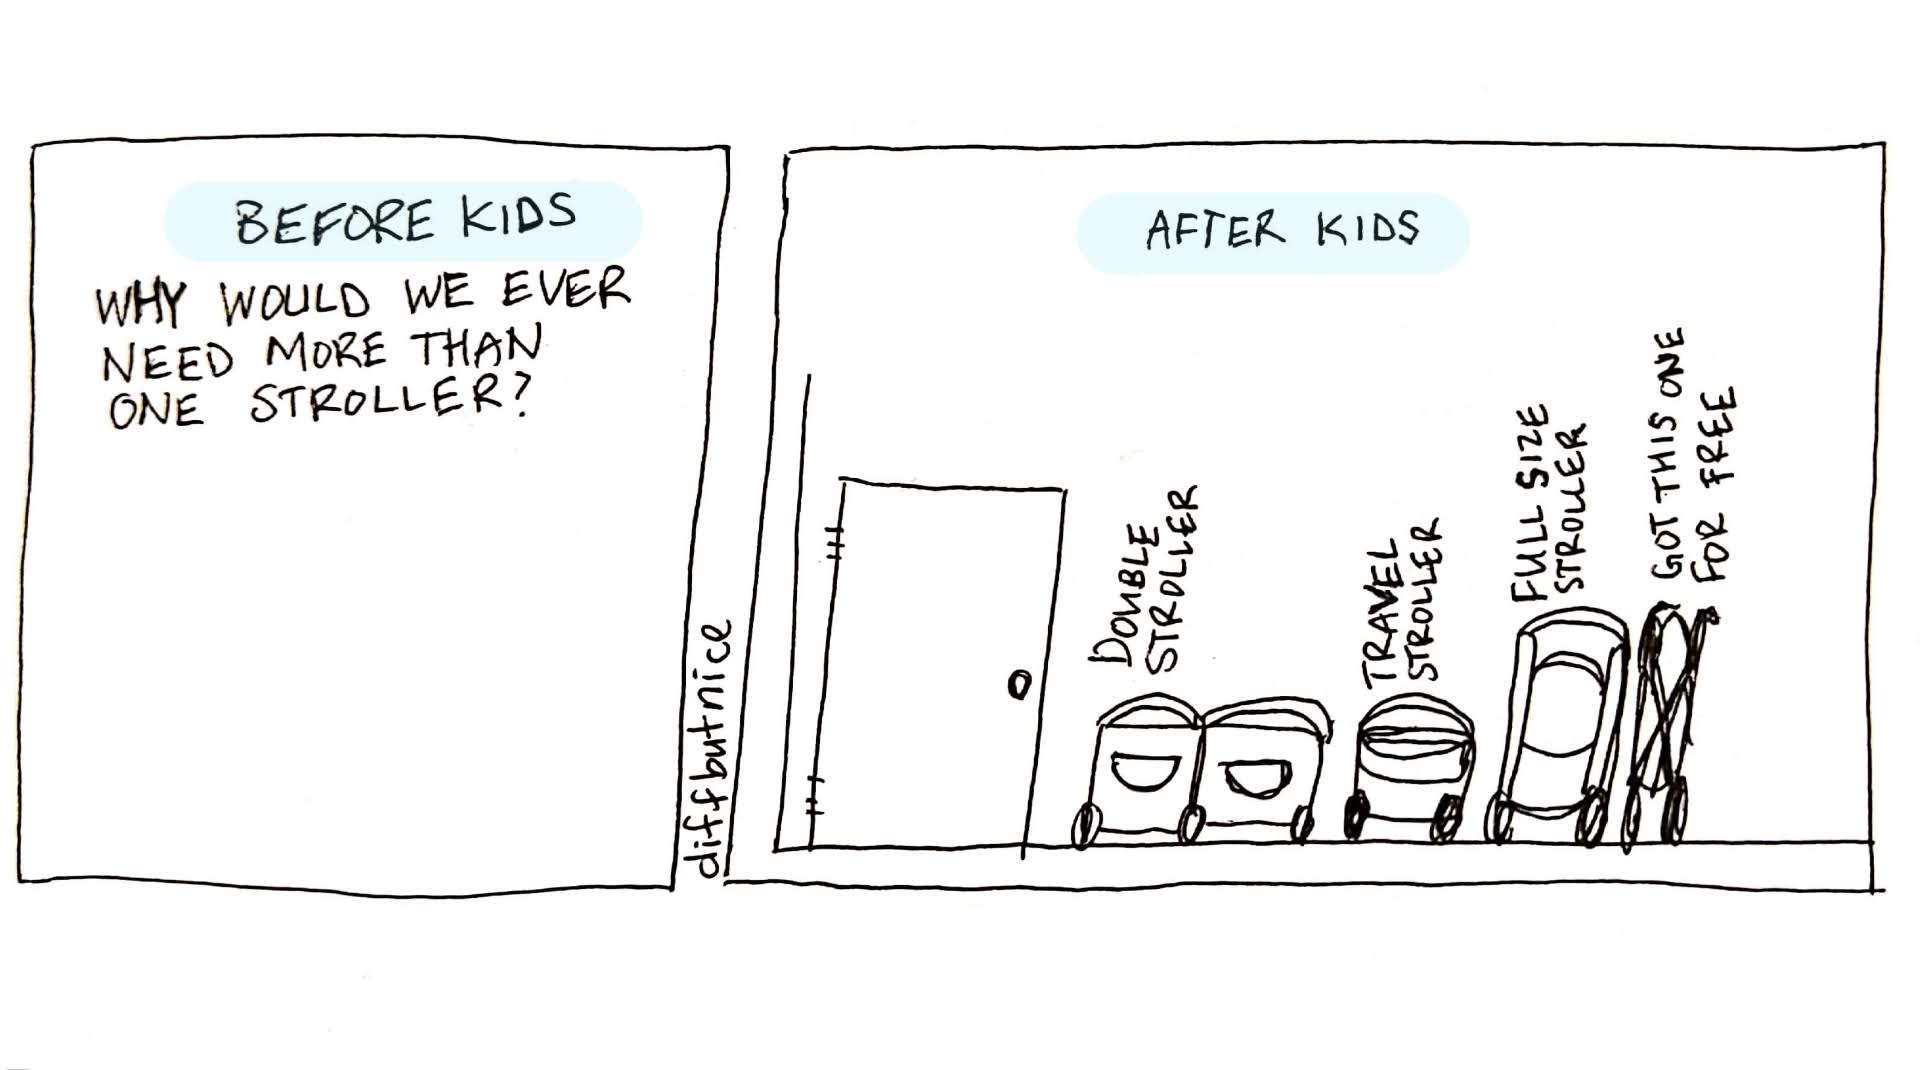 BEFORE KIDS
WHY WOULD WE EVER
NEED MORE THAN
ONE STROLLER?
diffbutnice
AFTER KIDS
DOUBLE
STROLLER
TRAVEL
STROLLER
FULL SIZE
STROLLER
GOT THIS ONE
FOR FREE